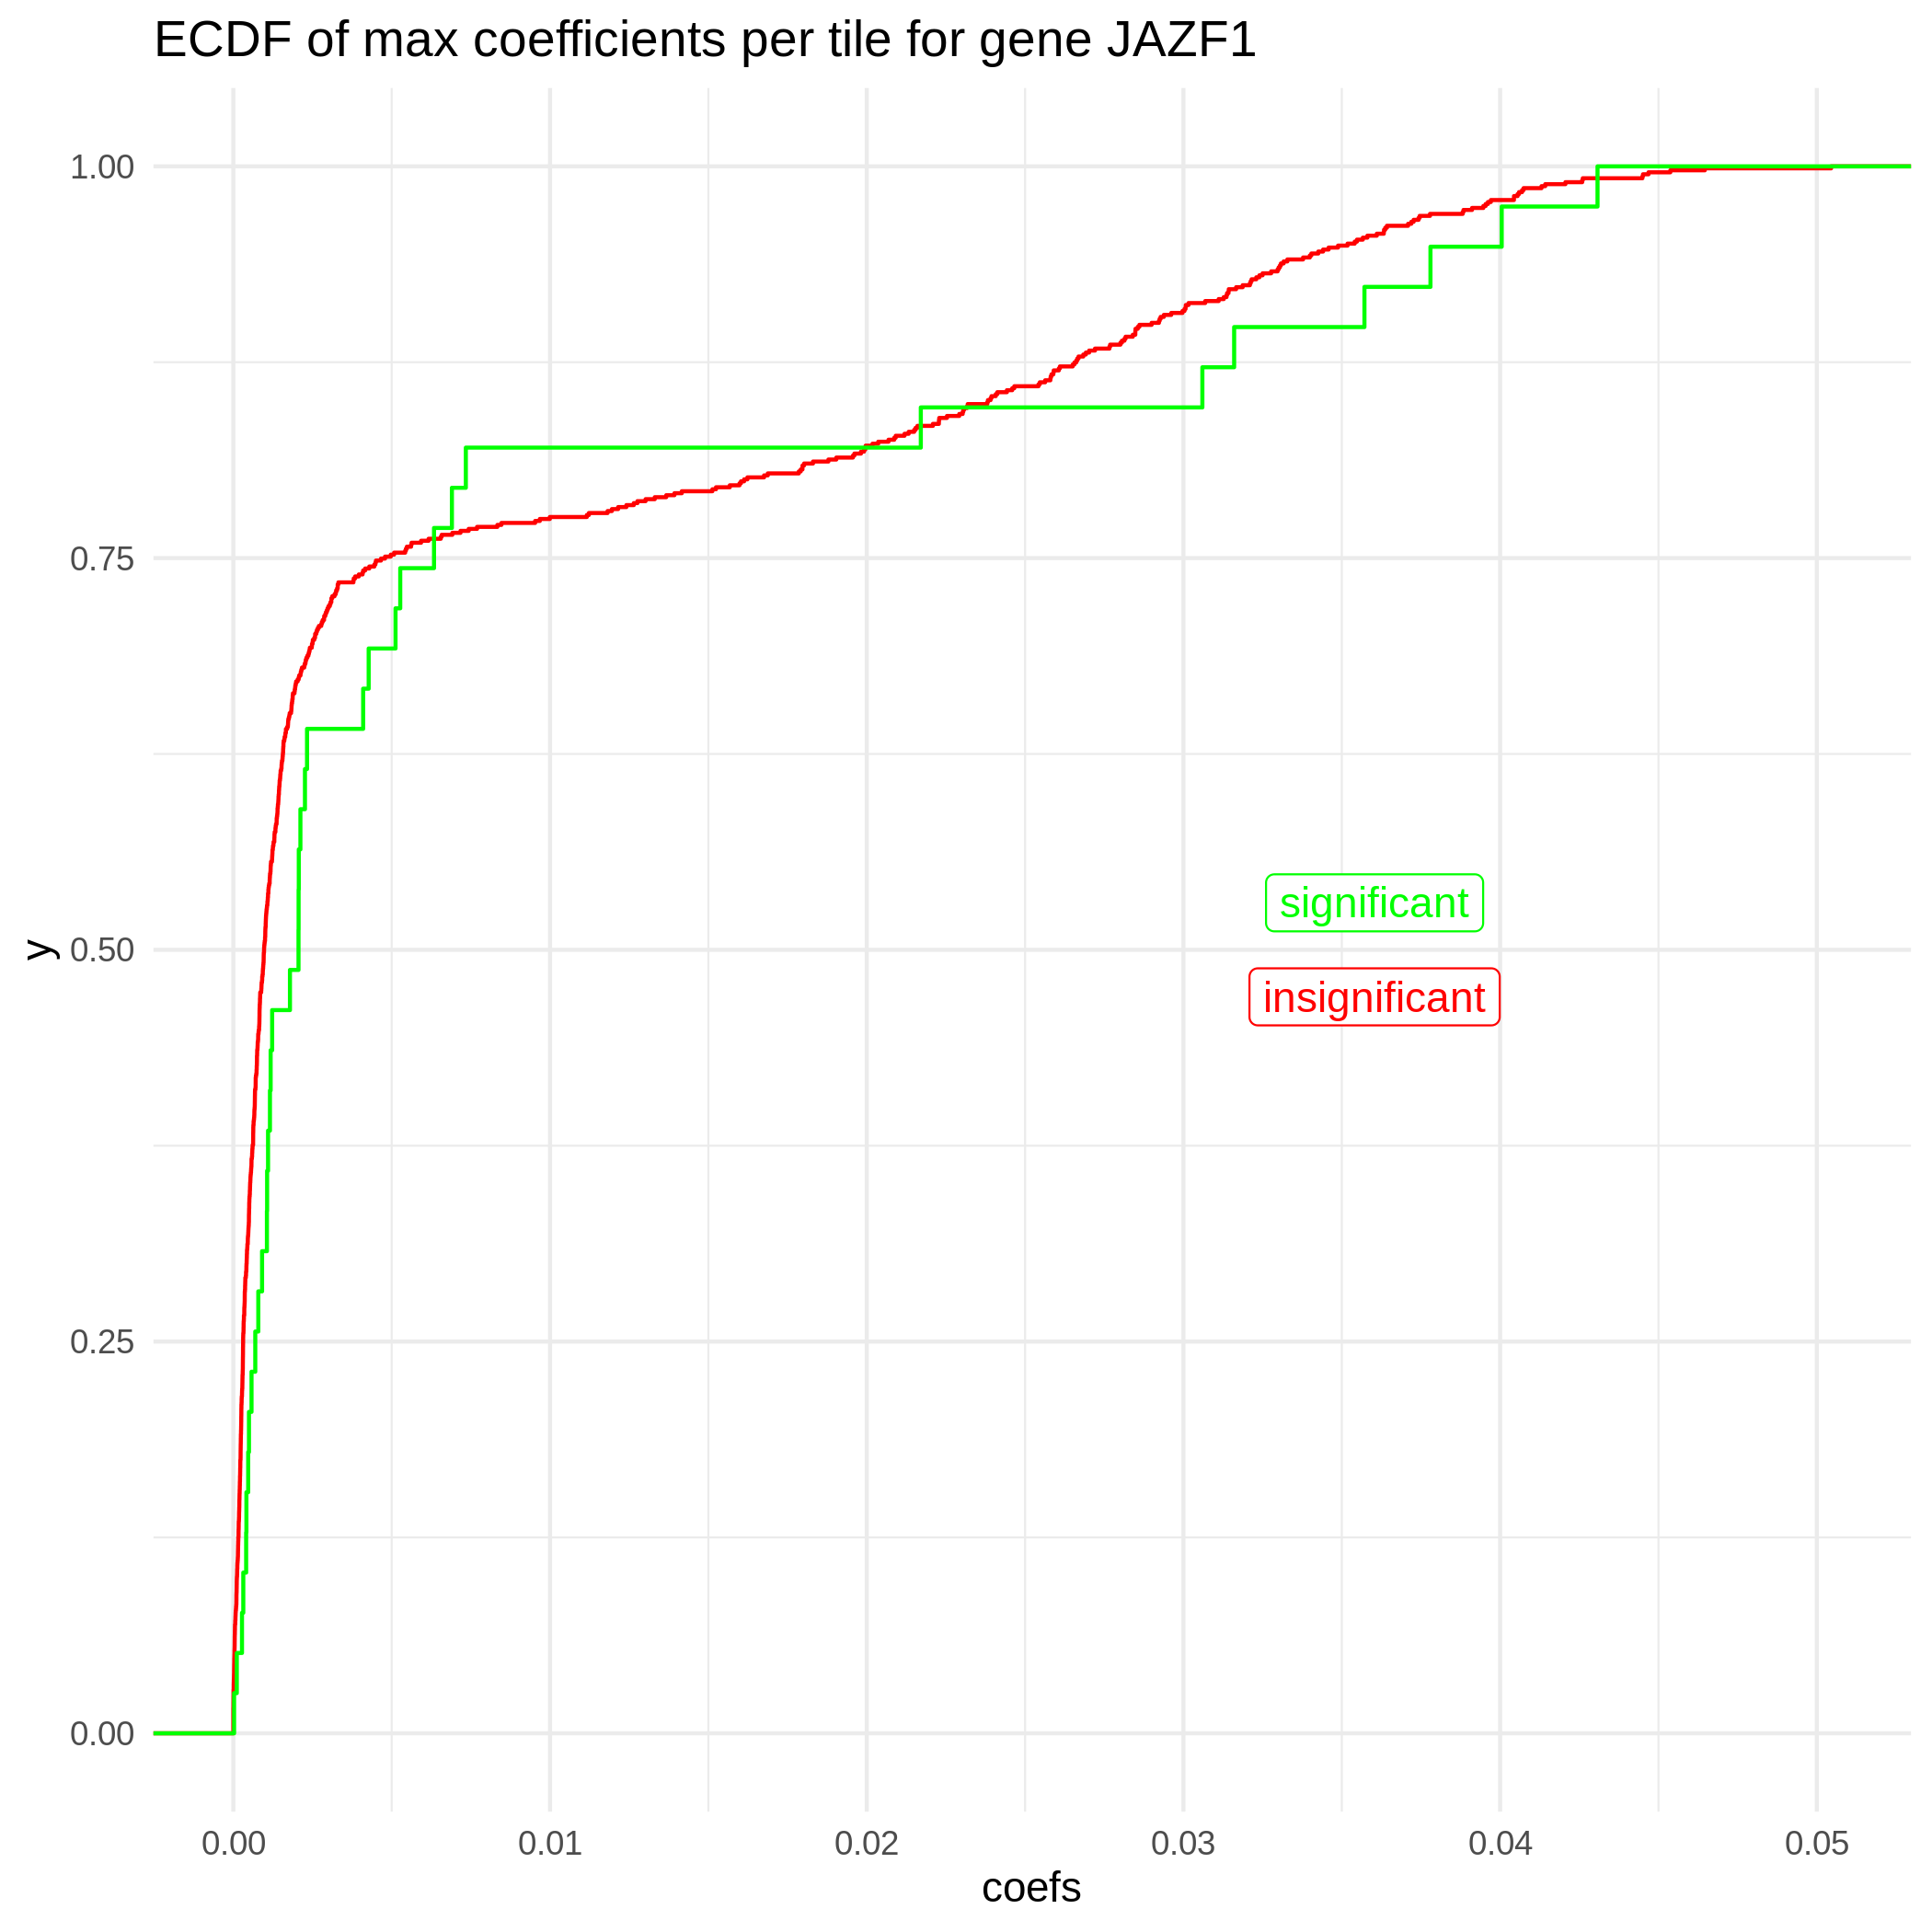 ECDF of max coefficients per tile for gene JAZF1
1.00
0.75
0.50
0.25
0.00
y
significant
insignificant
0.00 0.01 0.02 0.03 0.04 0.05
coefs